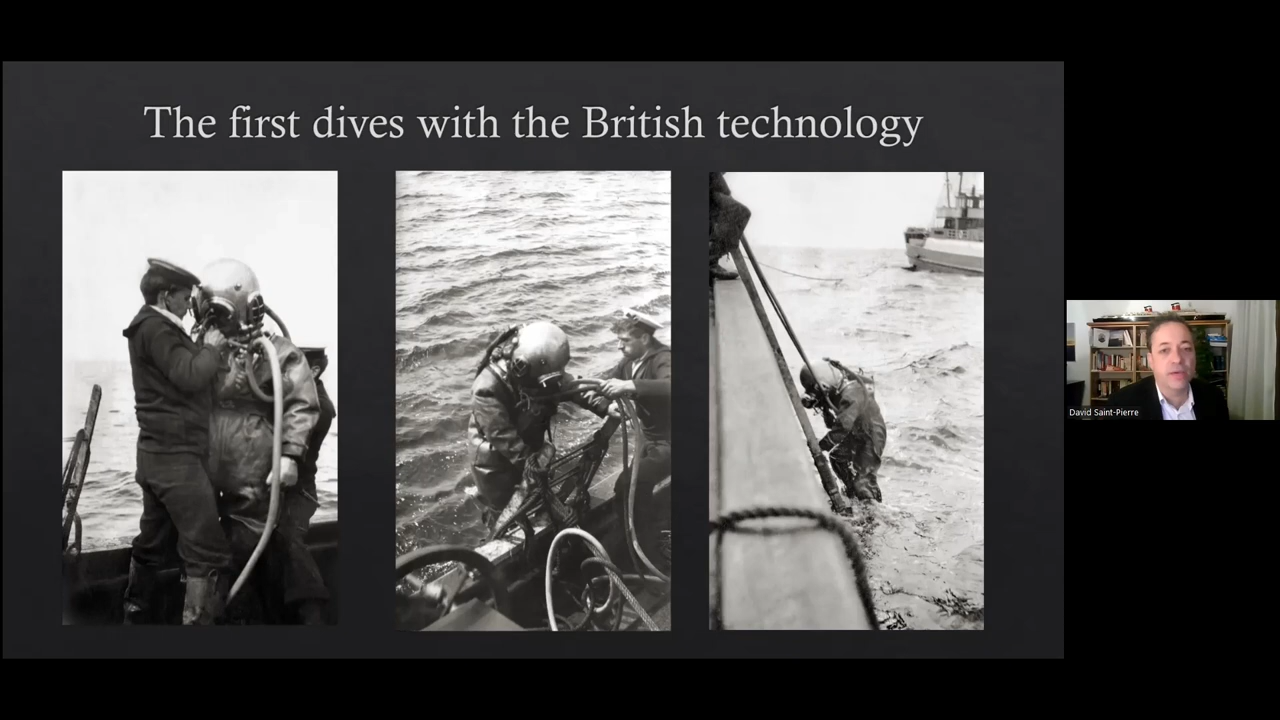 The first dives with the British technology
David Saint-Pierre